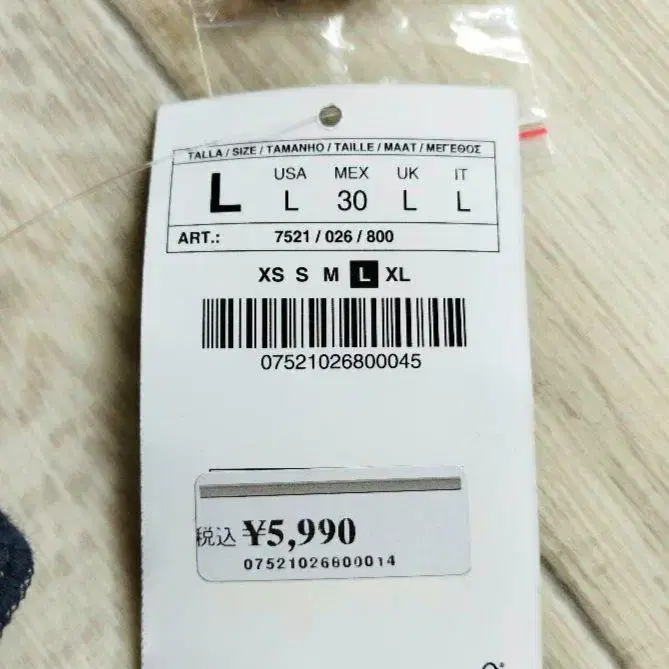 TALLA / SIZE / TAMANHO / TAILLE / MAAT / ΜΕΓΕΘΟΣ
USA MEX UK IT
L L 30 L L
ART.: 7521 / 026 / 800
XS S M L XL
07521026800045
税込 ¥5,990
07521026800014